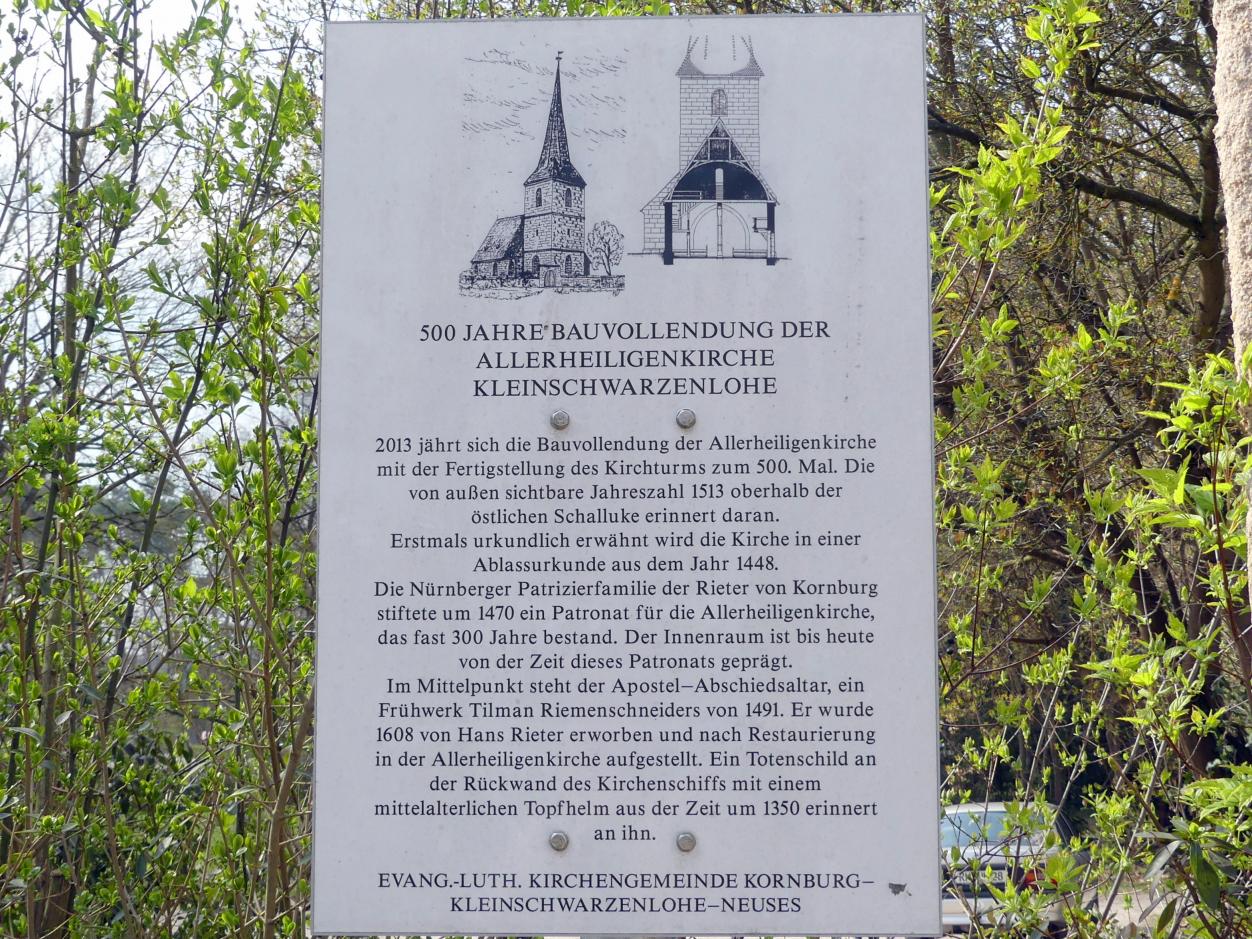 500 JAHRE BAUVOLLENDUNG DER
ALLERHEILIGENKIRCHE
KLEINSCHWARZENLOHE
2013 jährt sich die Bauvollendung der Allerheiligenkirche
mit der Fertigstellung des Kirchturms zum 500. Mal. Die
von außen sichtbare Jahreszahl 1513 oberhalb der
östlichen Schalluke erinnert daran.
Erstmals urkundlich erwähnt wird die Kirche in einer
Ablassurkunde aus dem Jahr 1448.
Die Nürnberger Patrizierfamilie der Rieter von Kornburg
stiftete um 1470 ein Patronat für die Allerheiligenkirche,
das fast 300 Jahre bestand. Der Innenraum ist bis heute
von der Zeit dieses Patronats geprägt.
Im Mittelpunkt steht der Apostel–Abschiedsaltar, ein
Frühwerk Tilman Riemenschneiders von 1491. Er wurde
1608 von Hans Rieter erworben und nach Restaurierung
in der Allerheiligenkirche aufgestellt. Ein Totenschild an
der Rückwand des Kirchenschiffs mit einem
mittelalterlichen Topfhelm aus der Zeit um 1350 erinnert
an ihn.
EVANG.-LUTH. KIRCHENGEMEINDE KORNBURG–
KLEINSCHWARZENLOHE–NEUSES